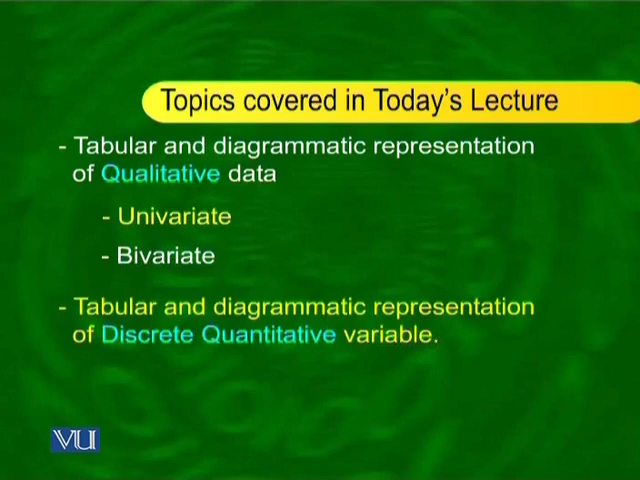 Topics covered in Today's Lecture
- Tabular and diagrammatic representation
of Qualitative data
- Univariate
- Bivariate
- Tabular and diagrammatic representation
of Discrete Quantitative variable.
VU